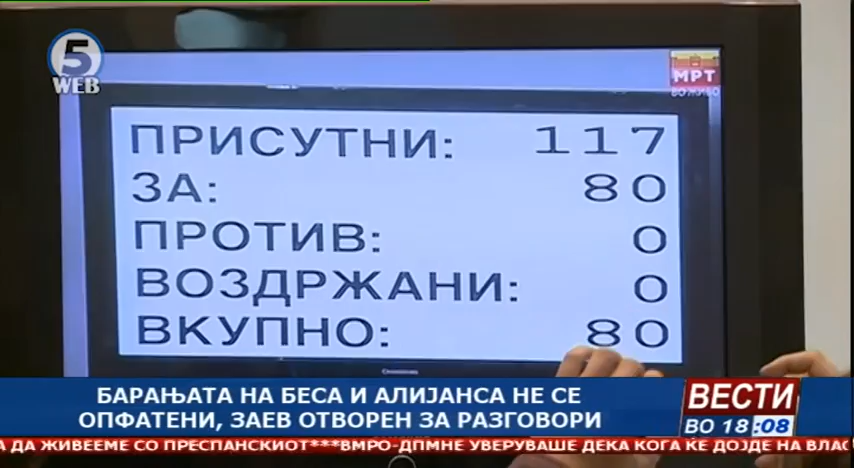 5
WEB
МРТ
ВО ЖИВО
ПРИСУТНИ: 117
ЗА: 80
ПРОТИВ: 0
ВОЗДРЖАНИ: 0
ВКУПНО: 80
БАРАЊАТА НА БЕСА И АЛИЈАНСА НЕ СЕ
ОПФАТЕНИ, ЗАЕВ ОТВОРЕН ЗА РАЗГОВОРИ
ВЕСТИ
ВО 18:08
А ДА ЖИВЕЕМЕ СО ПРЕСПАНСКИОТ***ВМРО-ДПМНЕ УВЕРУВАШЕ ДЕКА КОГА ЌЕ ДОЈДЕ НА ВЛАС